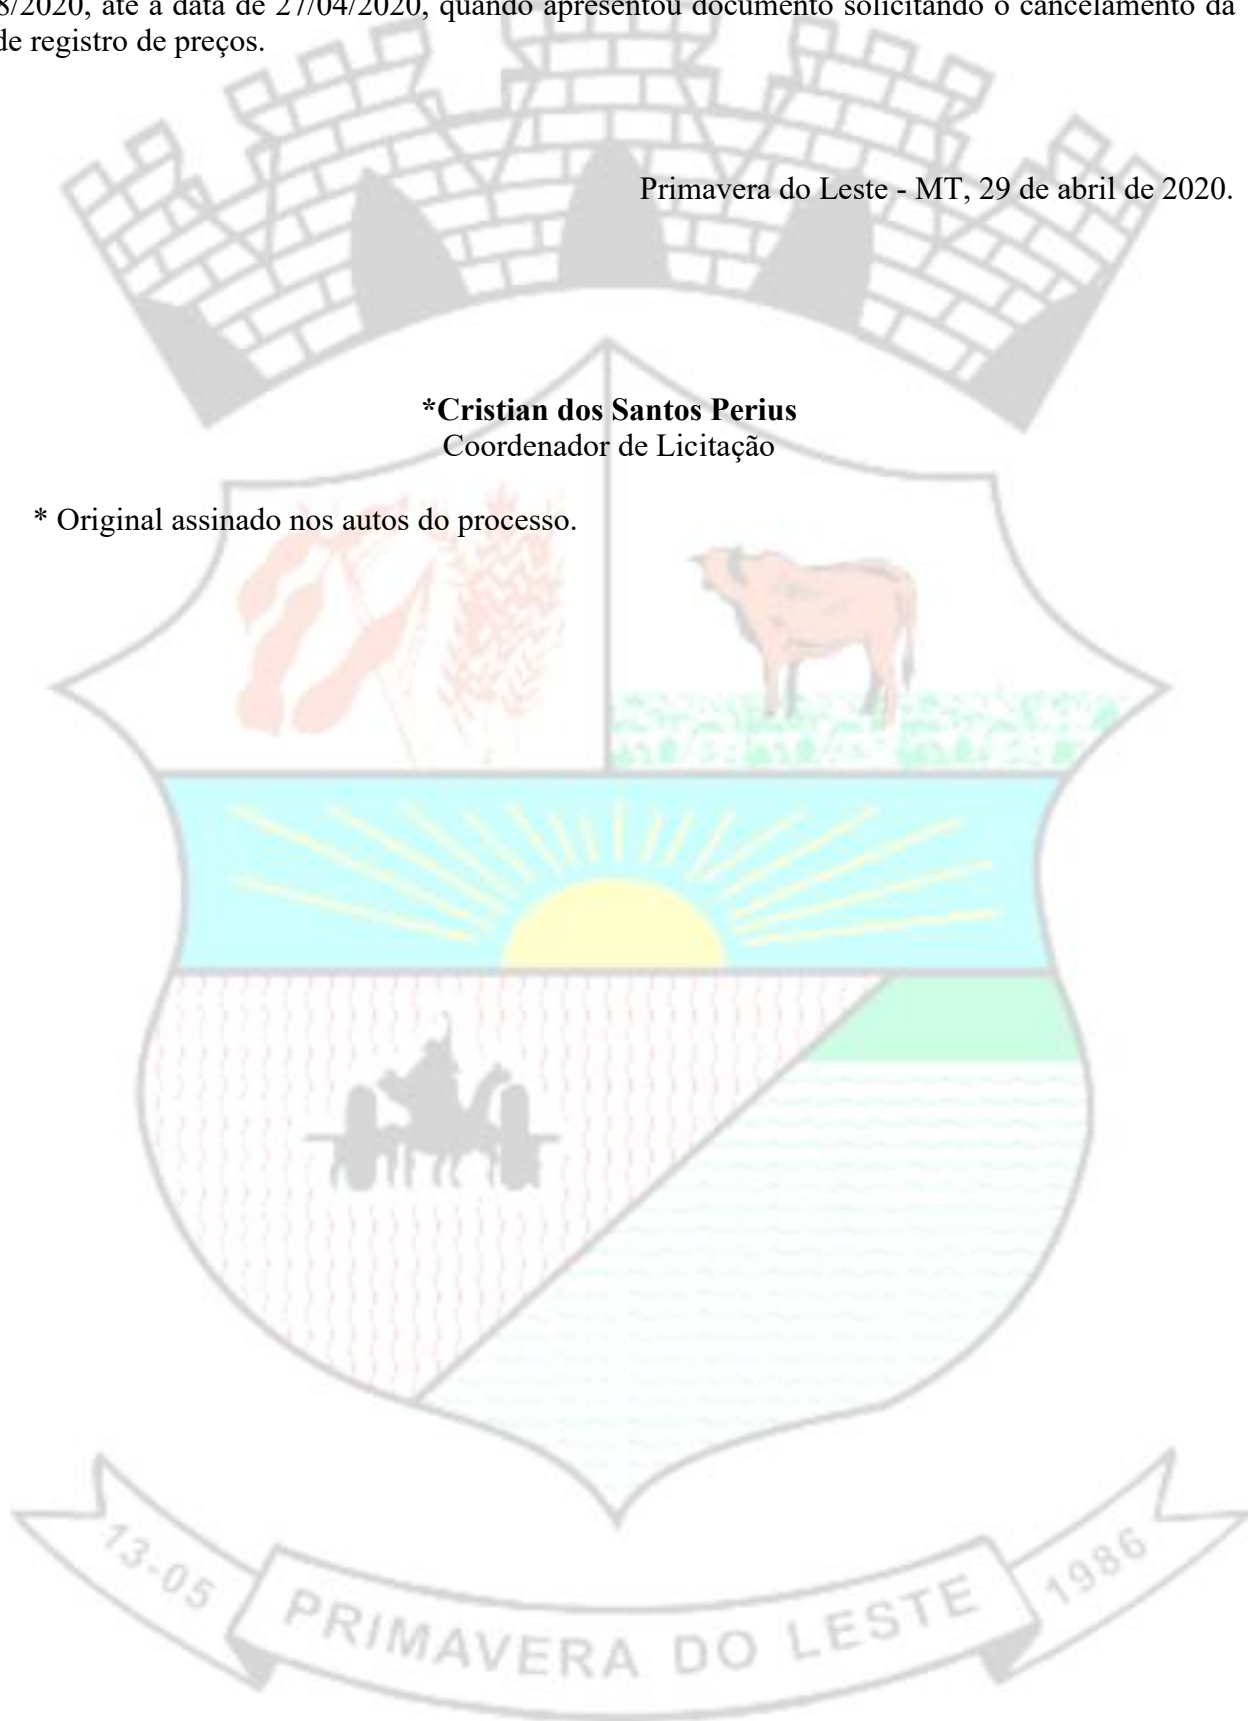 8/2020, até a data de 27/04/2020, quando apresentou documento solicitando o cancelamento da
de registro de preços.
Primavera do Leste - MT, 29 de abril de 2020.
*Cristian dos Santos Perius
Coordenador de Licitação
* Original assinado nos autos do processo.
13-05 PRIMAVERA DO LESTE 1986